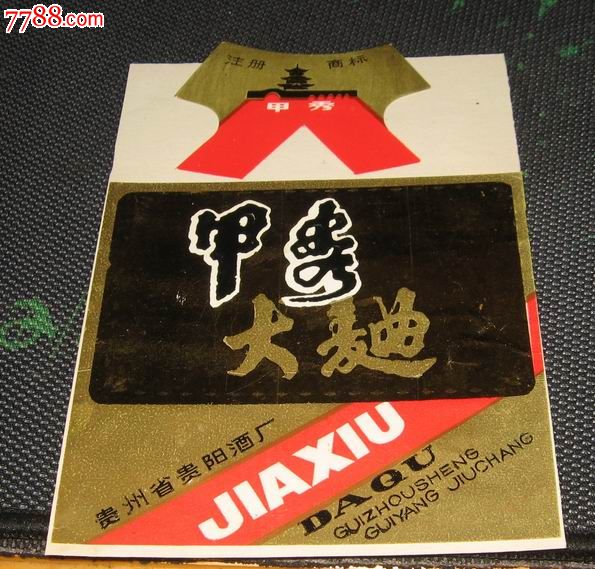 7788.com
注册 商标
甲秀
甲秀
大麯
贵州省贵阳酒厂
JIAXIU
DAQU
GUIZHOUSHENG
GUIYANG JIUCHANG